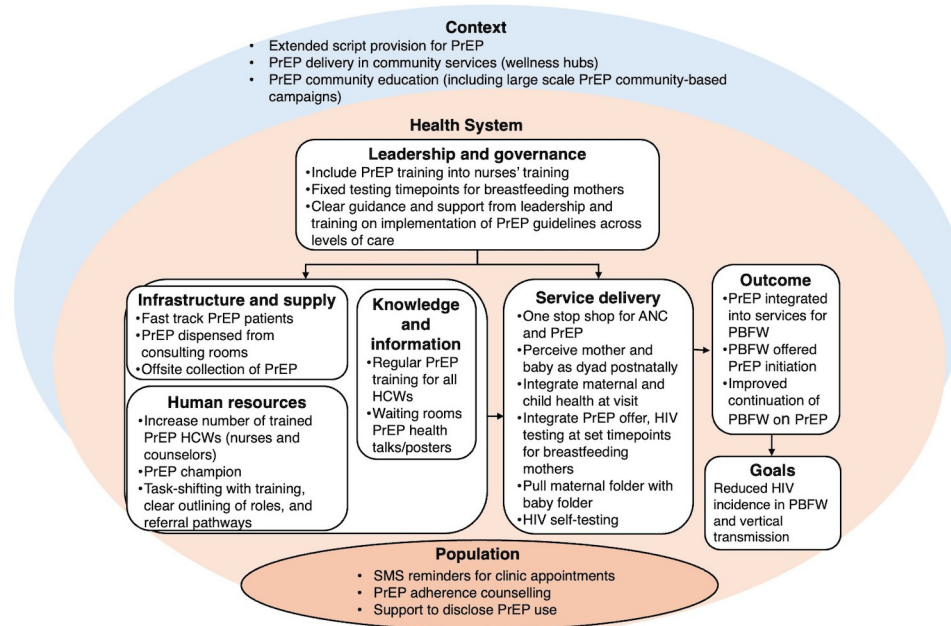 Context
• Extended script provision for PrEP
• PrEP delivery in community services (wellness hubs)
• PrEP community education (including large scale PrEP community-based
campaigns)
Health System
Leadership and governance
•Include PrEP training into nurses' training
•Fixed testing timepoints for breastfeeding mothers
•Clear guidance and support from leadership and
training on implementation of PrEP guidelines across
levels of care
Infrastructure and supply
•Fast track PrEP patients
•PrEP dispensed from
consulting rooms
•Offsite collection of PrEP
Human resources
•Increase number of trained
PrEP HCWs (nurses and
counselors)
•PrEP champion
•Task-shifting with training,
clear outlining of roles, and
referral pathways
Knowledge
and
information
•Regular PrEP
training for all
HCWs
•Waiting rooms
PrEP health
talks/posters
Service delivery
•One stop shop for ANC
and PrEP
•Perceive mother and
baby as dyad postnatally
•Integrate maternal and
child health at visit
•Integrate PrEP offer, HIV
testing at set timepoints
for breastfeeding
mothers
•Pull maternal folder with
baby folder
•HIV self-testing
Outcome
•PrEP integrated
into services for
PBFW
•PBFW offered
PrEP initiation
•Improved
continuation of
PBFW on PrEP
Goals
Reduced HIV
incidence in PBFW
and vertical
transmission
Population
• SMS reminders for clinic appointments
• PrEP adherence counselling
• Support to disclose PrEP use